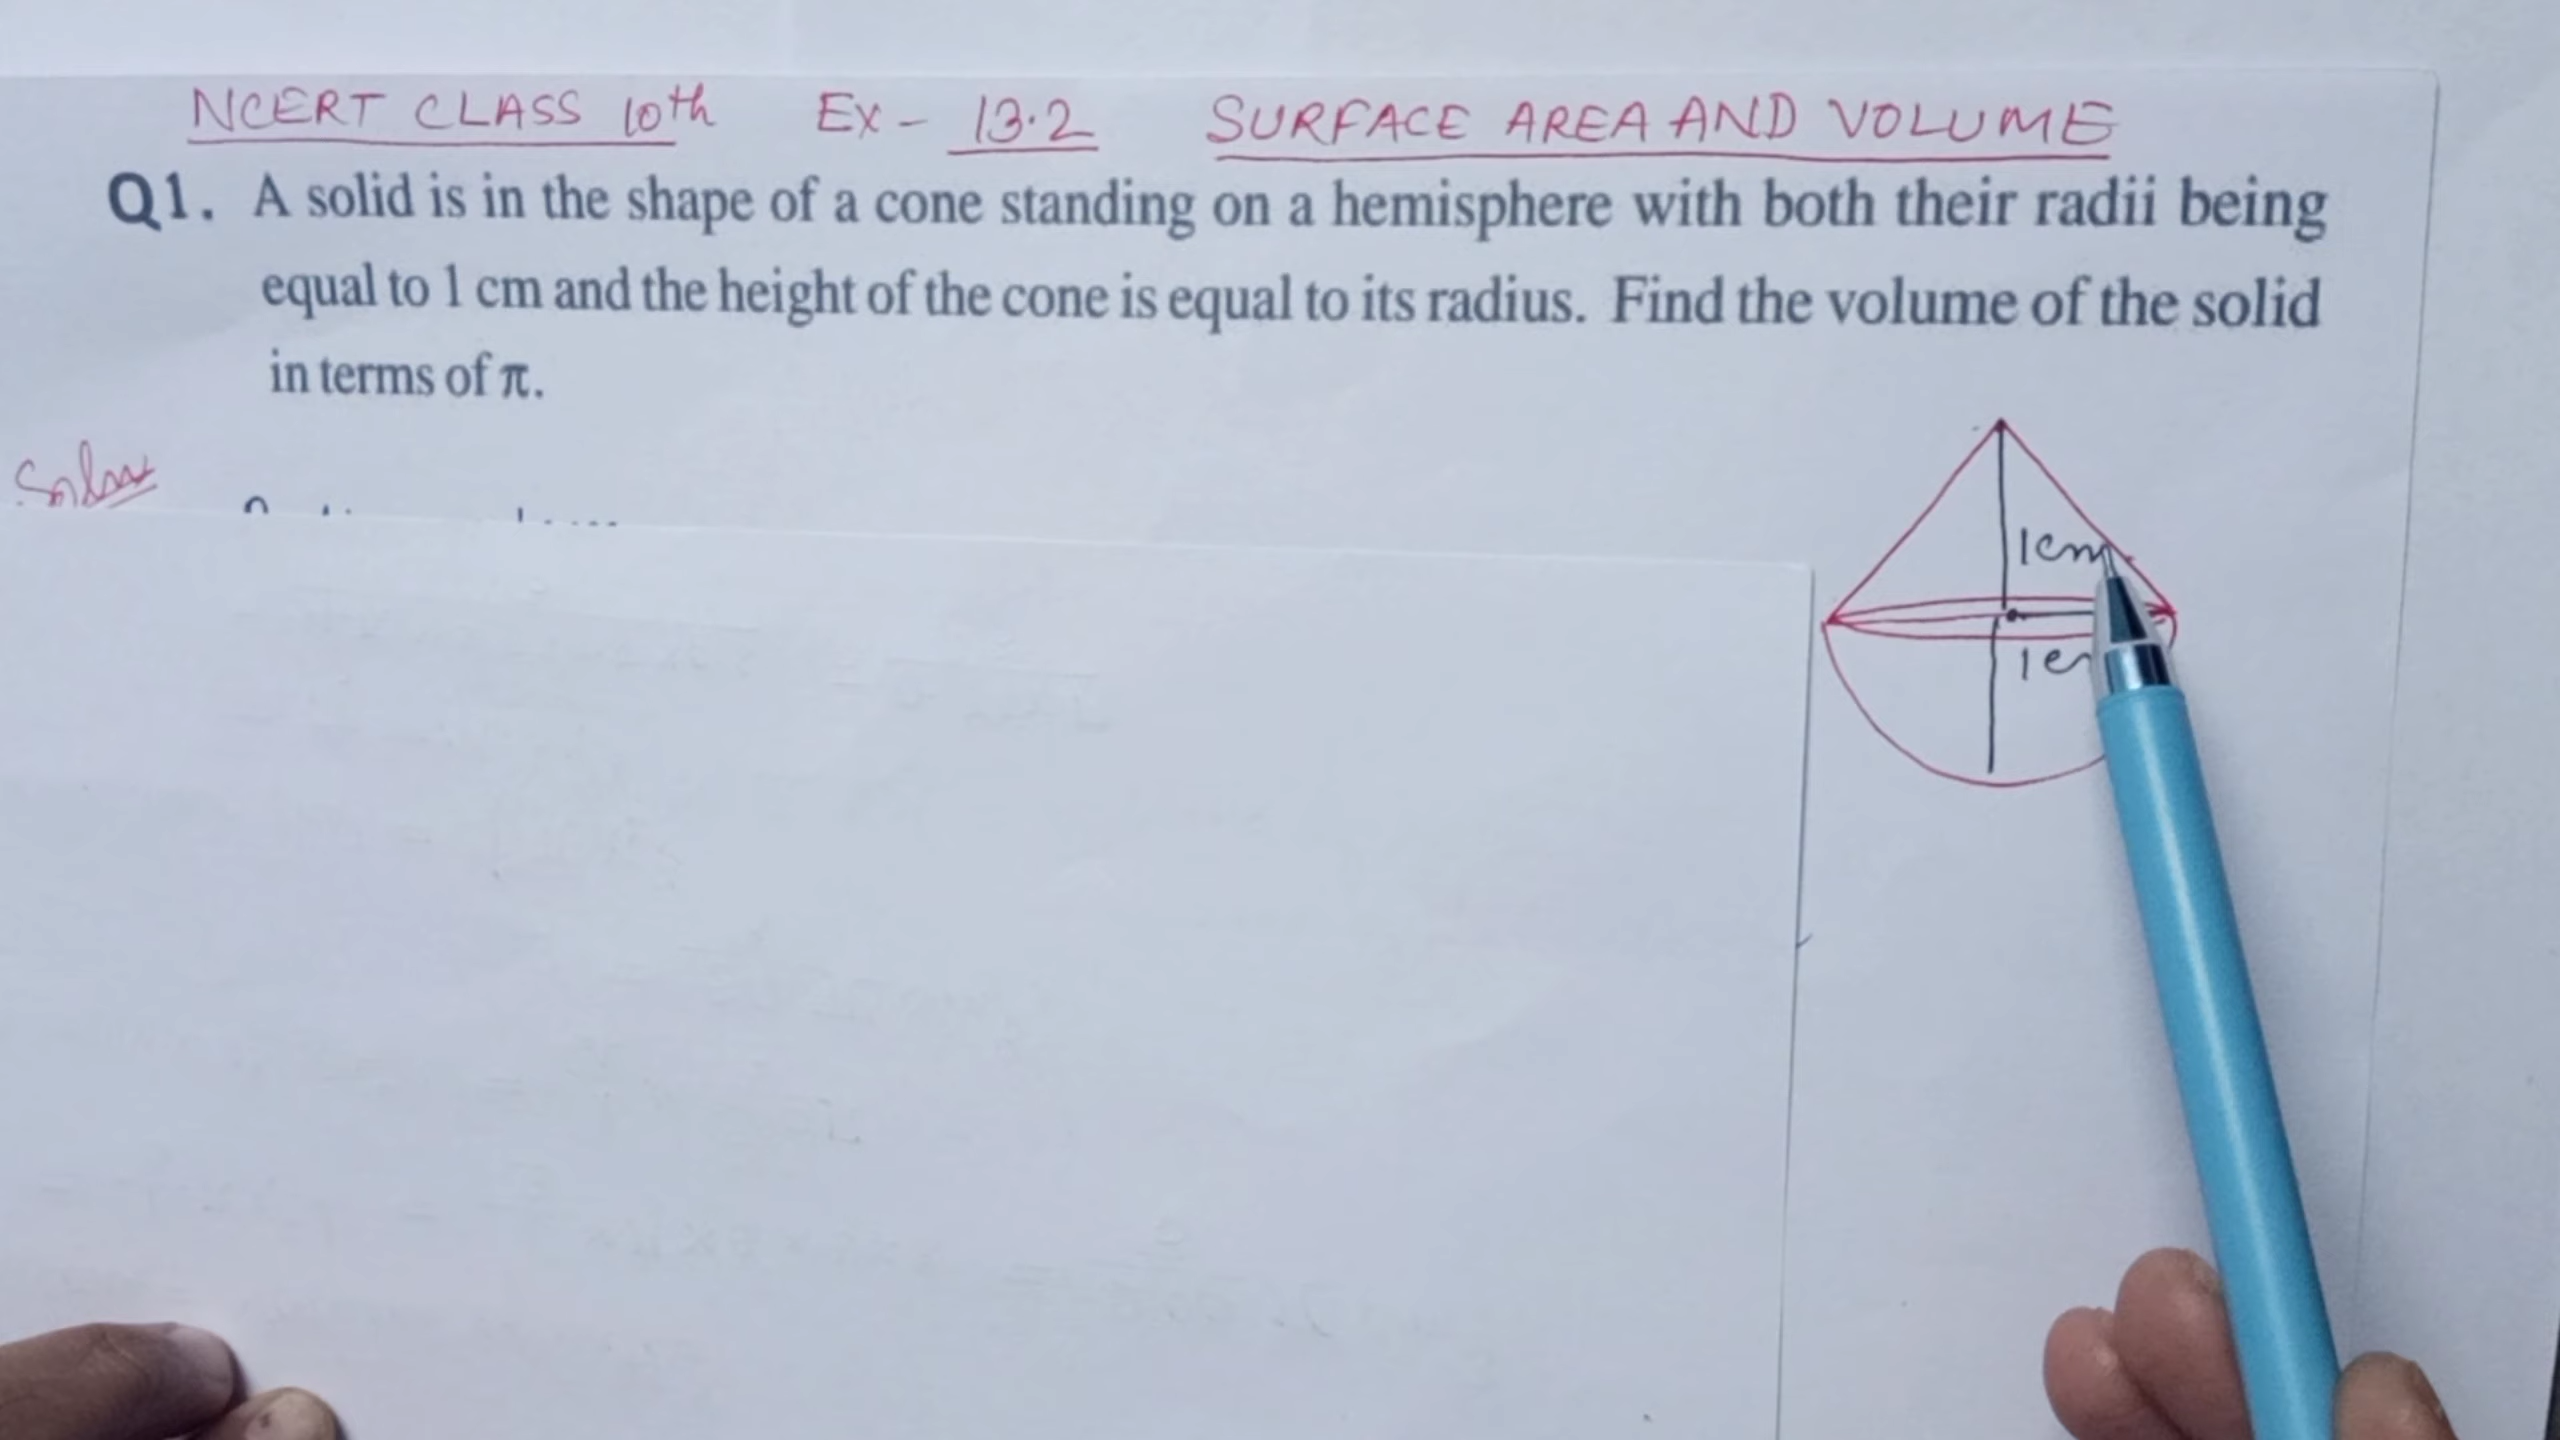 NCERT CLASS 10th Ex - 13.2 SURFACE AREA AND VOLUME
Q1. A solid is in the shape of a cone standing on a hemisphere with both their radii being
equal to 1 cm and the height of the cone is equal to its radius. Find the volume of the solid
in terms of π.
1cm